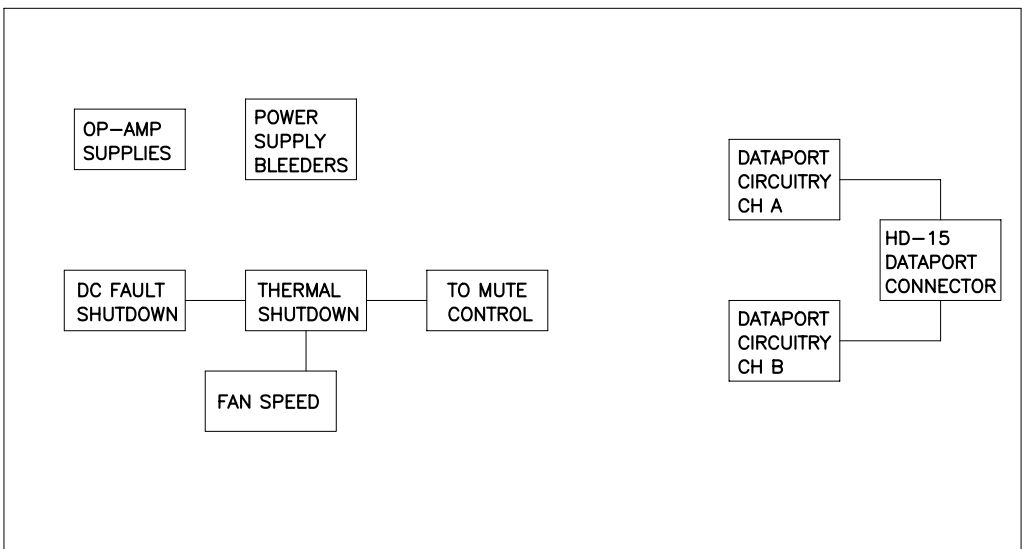 OP-AMP
SUPPLIES
POWER
SUPPLY
BLEEDERS
DATAPORT
CIRCUITRY
CH A
HD-15
DATAPORT
CONNECTOR
DC FAULT
SHUTDOWN
THERMAL
SHUTDOWN
TO MUTE
CONTROL
DATAPORT
CIRCUITRY
CH B
FAN SPEED